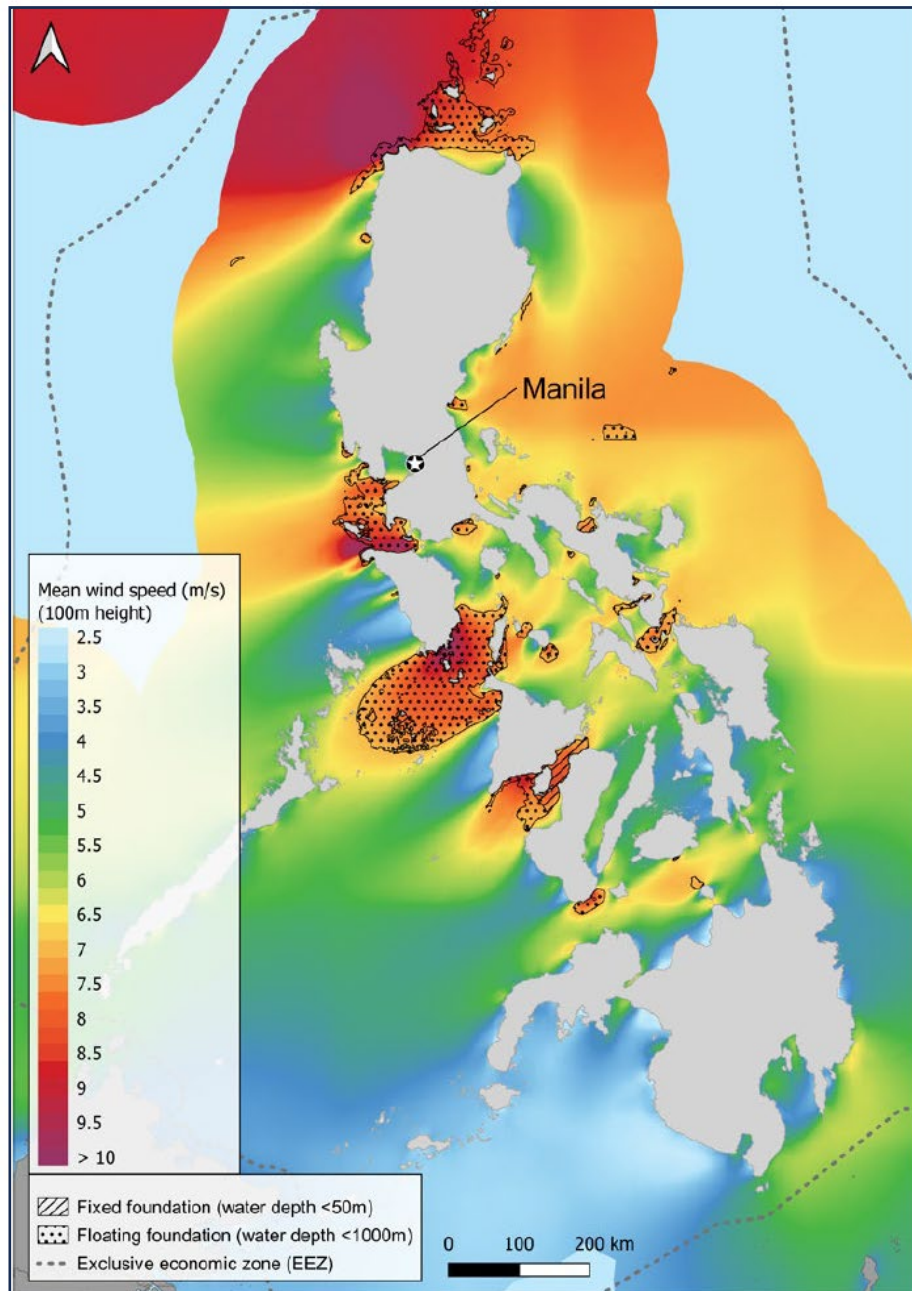 Manila
Mean wind speed (m/s)
(100m height)
2.5
3
3.5
4
4.5
5
5.5
6
6.5
7
7.5
8
8.5
9
9.5
> 10
Fixed foundation (water depth <50m)
Floating foundation (water depth <1000m)
Exclusive economic zone (EEZ)
0 100 200 km